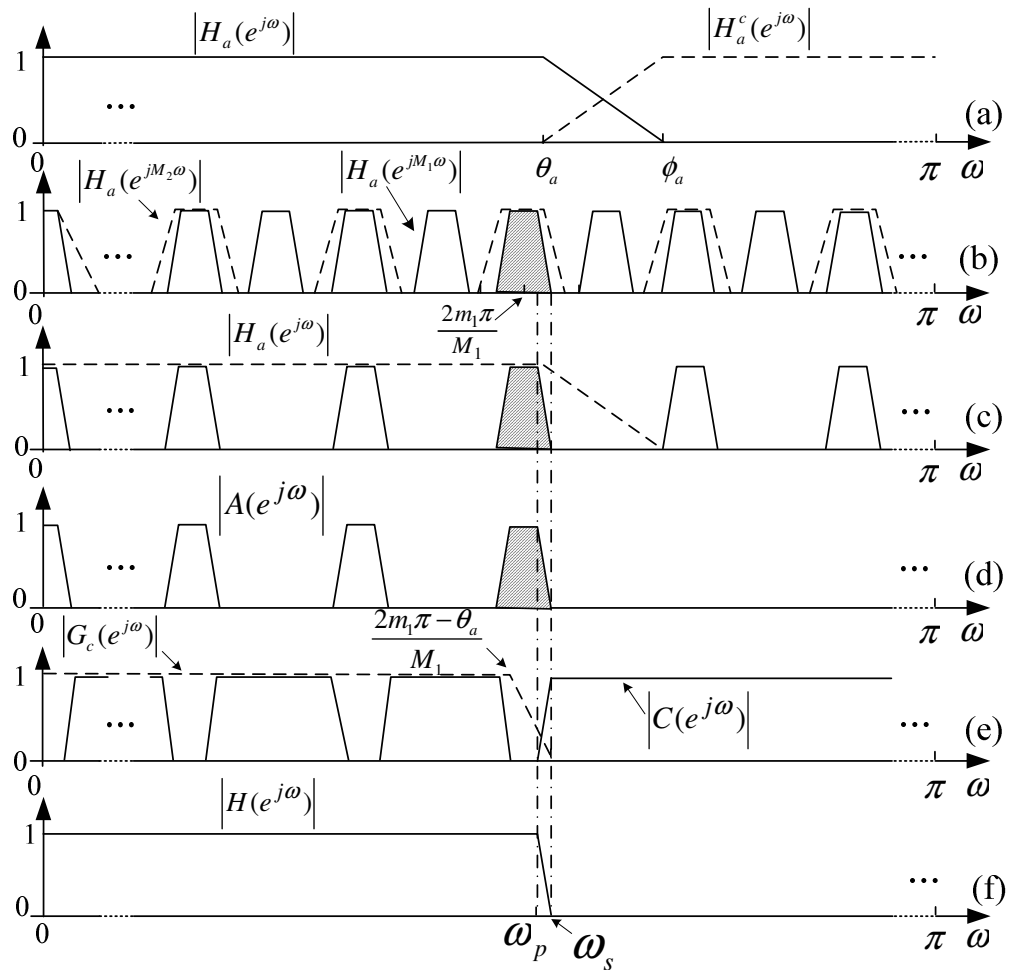 |H_a(e^{jω})| |H_a^c(e^{jω})|
1
...
0
(a)
0 θ_a ϕ_a π ω
|H_a(e^{jM_2ω})| |H_a(e^{jM_1ω})|
1
... ...
0
(b)
0 2m_1π/M_1 π ω
|H_a(e^{jω})|
1
... ...
0
(c)
0 π ω
|A(e^{jω})|
1
... ...
0
(d)
0 π ω
|G_c(e^{jω})| (2m_1π − θ_a)/M_1
1
|C(e^{jω})|
... ...
0
(e)
0 π ω
|H(e^{jω})|
1
...
0
(f)
0 ω_p ω_s π ω